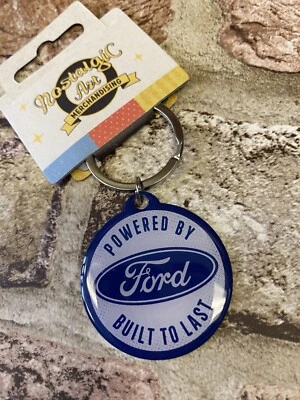 Nostalgic
Art
MERCHANDISING
POWERED BY
Ford
BUILT TO LAST